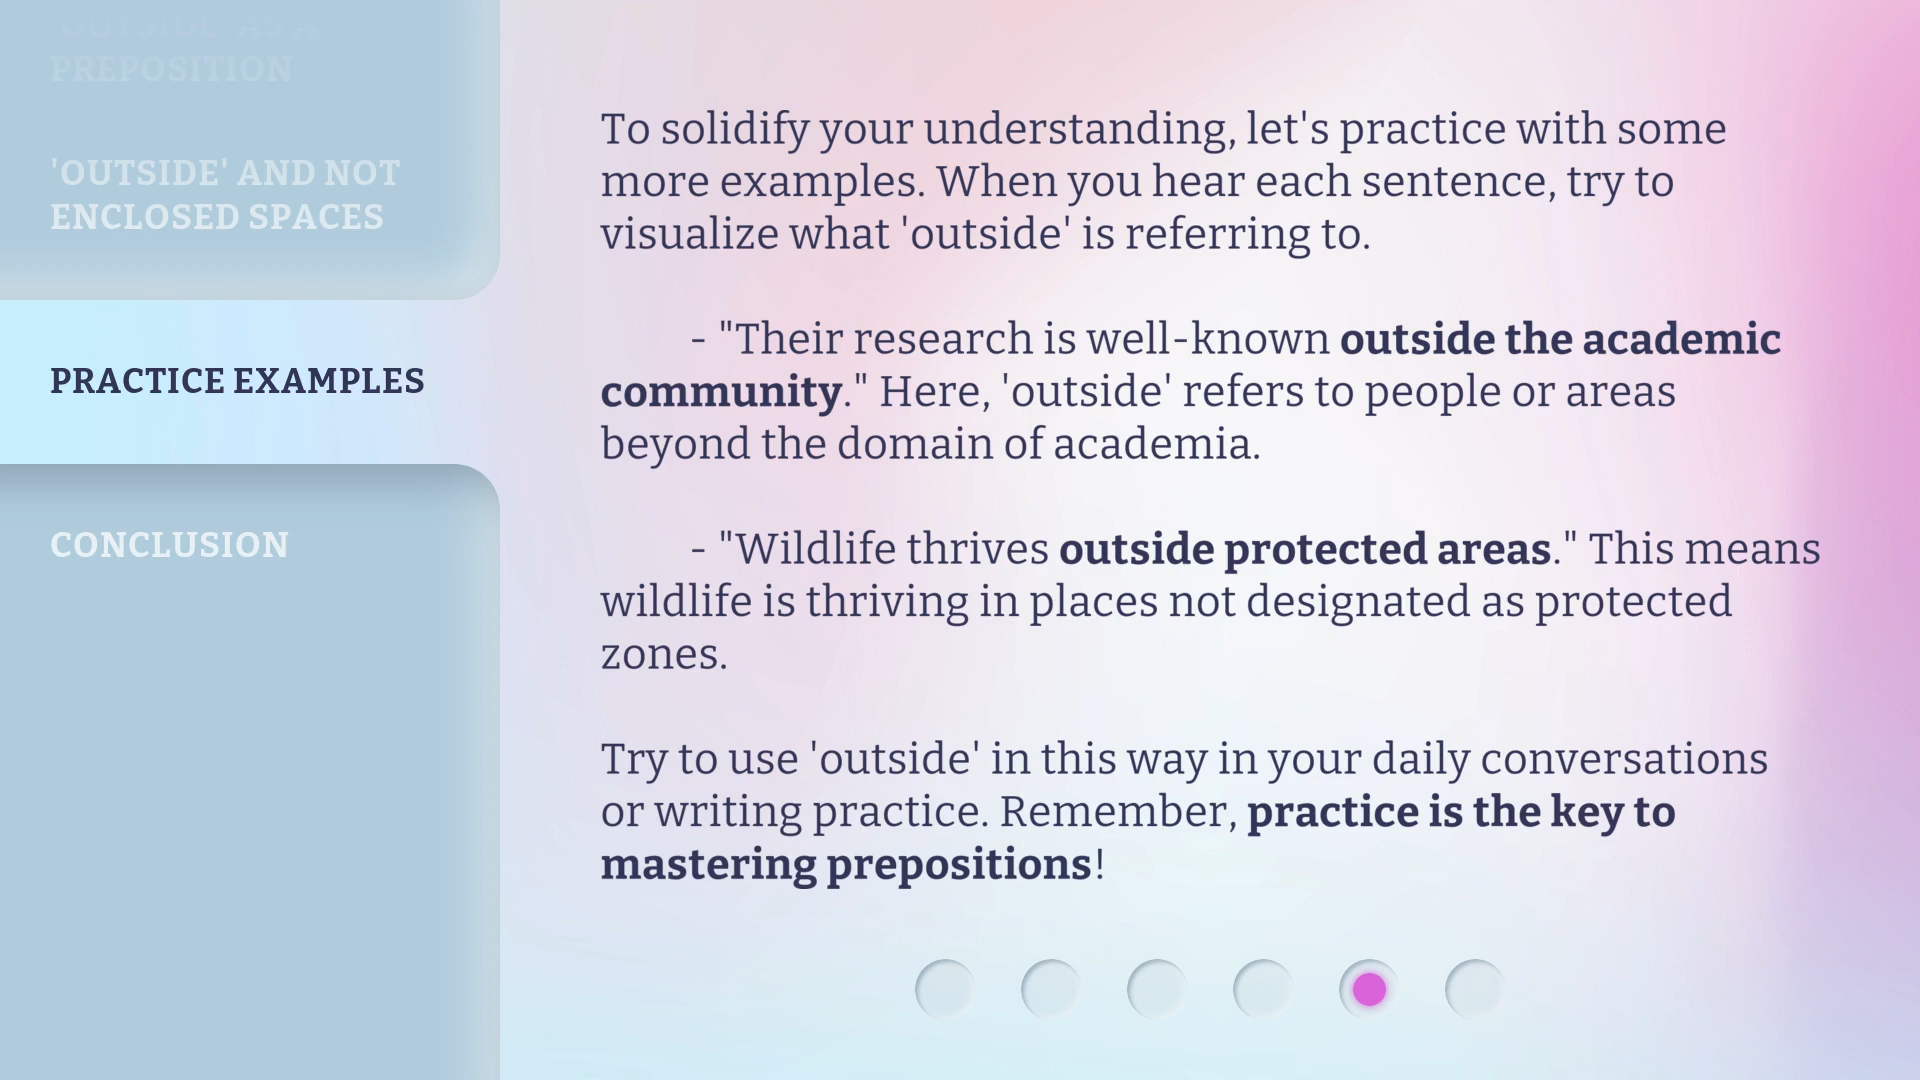 'OUTSIDE' AS A
PREPOSITION
'OUTSIDE' AND NOT
ENCLOSED SPACES
PRACTICE EXAMPLES
CONCLUSION
To solidify your understanding, let's practice with some
more examples. When you hear each sentence, try to
visualize what 'outside' is referring to.
- "Their research is well-known outside the academic
community." Here, 'outside' refers to people or areas
beyond the domain of academia.
- "Wildlife thrives outside protected areas." This means
wildlife is thriving in places not designated as protected
zones.
Try to use 'outside' in this way in your daily conversations
or writing practice. Remember, practice is the key to
mastering prepositions!